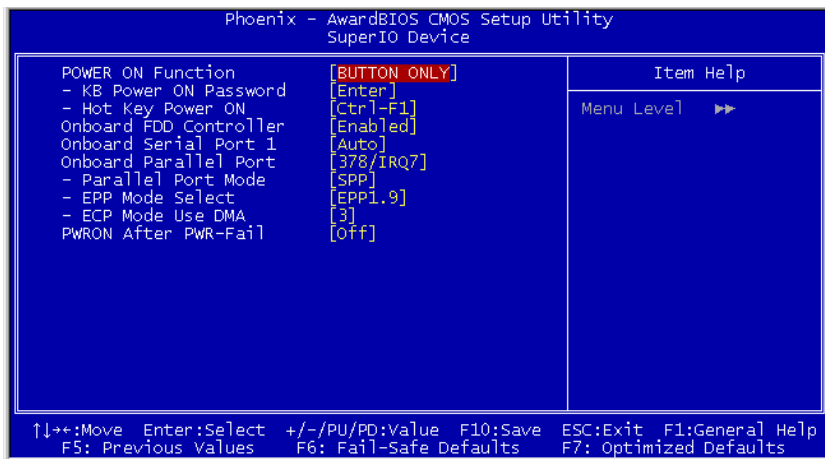 Phoenix - AwardBIOS CMOS Setup Utility
SuperIO Device
POWER ON Function [BUTTON ONLY]
- KB Power ON Password [Enter]
- Hot Key Power ON [Ctrl-F1]
Onboard FDD Controller [Enabled]
Onboard Serial Port 1 [Auto]
Onboard Parallel Port [378/IRQ7]
- Parallel Port Mode [SPP]
- EPP Mode Select [EPP1.9]
- ECP Mode Use DMA [3]
PWRON After PWR-Fail [Off]
Item Help
Menu Level ▶▶
↑↓→←:Move Enter:Select +/-/PU/PD:Value F10:Save ESC:Exit F1:General Help
F5: Previous Values F6: Fail-Safe Defaults F7: Optimized Defaults